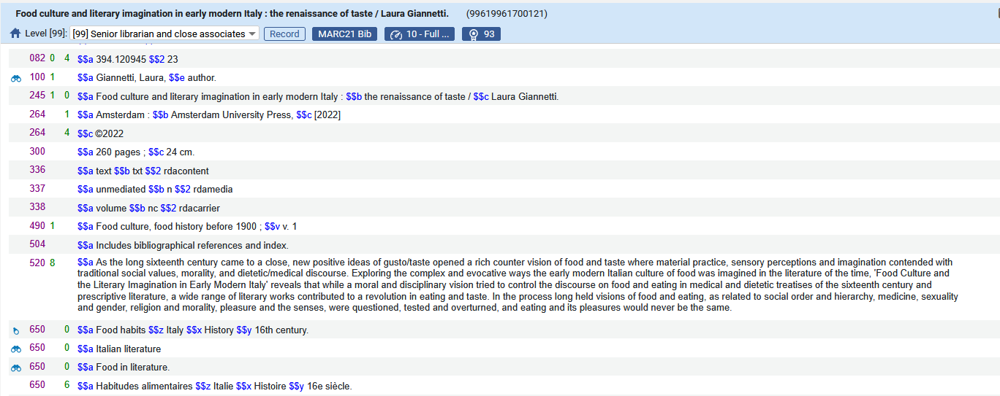 Food culture and literary imagination in early modern Italy : the renaissance of taste / Laura Giannetti. (99619961700121)
Level [99]: [99] Senior librarian and close associates Record MARC21 Bib 10 - Full ... 93
082 0 4 $$a 394.120945 $$2 23
100 1 $$a Giannetti, Laura, $$e author.
245 1 0 $$a Food culture and literary imagination in early modern Italy : $$b the renaissance of taste / $$c Laura Giannetti.
264 1 $$a Amsterdam : $$b Amsterdam University Press, $$c [2022]
264 4 $$c ©2022
300 $$a 260 pages ; $$c 24 cm.
336 $$a text $$b txt $$2 rdacontent
337 $$a unmediated $$b n $$2 rdamedia
338 $$a volume $$b nc $$2 rdacarrier
490 1 $$a Food culture, food history before 1900 ; $$v v. 1
504 $$a Includes bibliographical references and index.
520 8 $$a As the long sixteenth century came to a close, new positive ideas of gusto/taste opened a rich counter vision of food and taste where material practice, sensory perceptions and imagination contended with
traditional social values, morality, and dietetic/medical discourse. Exploring the complex and evocative ways the early modern Italian culture of food was imagined in the literature of the time, 'Food Culture and
the Literary Imagination in Early Modern Italy' reveals that while a moral and disciplinary vision tried to control the discourse on food and eating in medical and dietetic treatises of the sixteenth century and
prescriptive literature, a wide range of literary works contributed to a revolution in eating and taste. In the process long held visions of food and eating, as related to social order and hierarchy, medicine, sexuality
and gender, religion and morality, pleasure and the senses, were questioned, tested and overturned, and eating and its pleasures would never be the same.
650 0 $$a Food habits $$z Italy $$x History $$y 16th century.
650 0 $$a Italian literature
650 0 $$a Food in literature.
650 6 $$a Habitudes alimentaires $$z Italie $$x Histoire $$y 16e siècle.